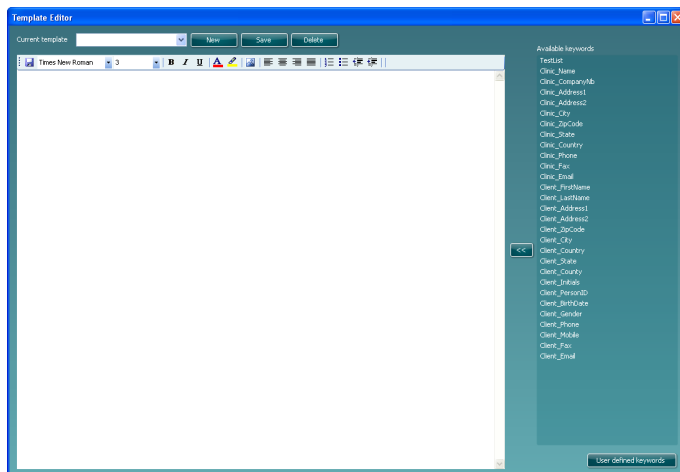 Template Editor
Current template
New
Save
Delete
Times New Roman
3
B
I
U
A
Available keywords
TestList
Clinic_Name
Clinic_CompanyNb
Clinic_Address1
Clinic_Address2
Clinic_City
Clinic_ZipCode
Clinic_State
Clinic_Country
Clinic_Phone
Clinic_Fax
Clinic_Email
Client_FirstName
Client_LastName
Client_Address1
Client_Address2
Client_ZipCode
Client_City
Client_Country
Client_State
Client_County
Client_Initials
Client_PersonID
Client_BirthDate
Client_Gender
Client_Phone
Client_Mobile
Client_Fax
Client_Email
<<
User defined keywords